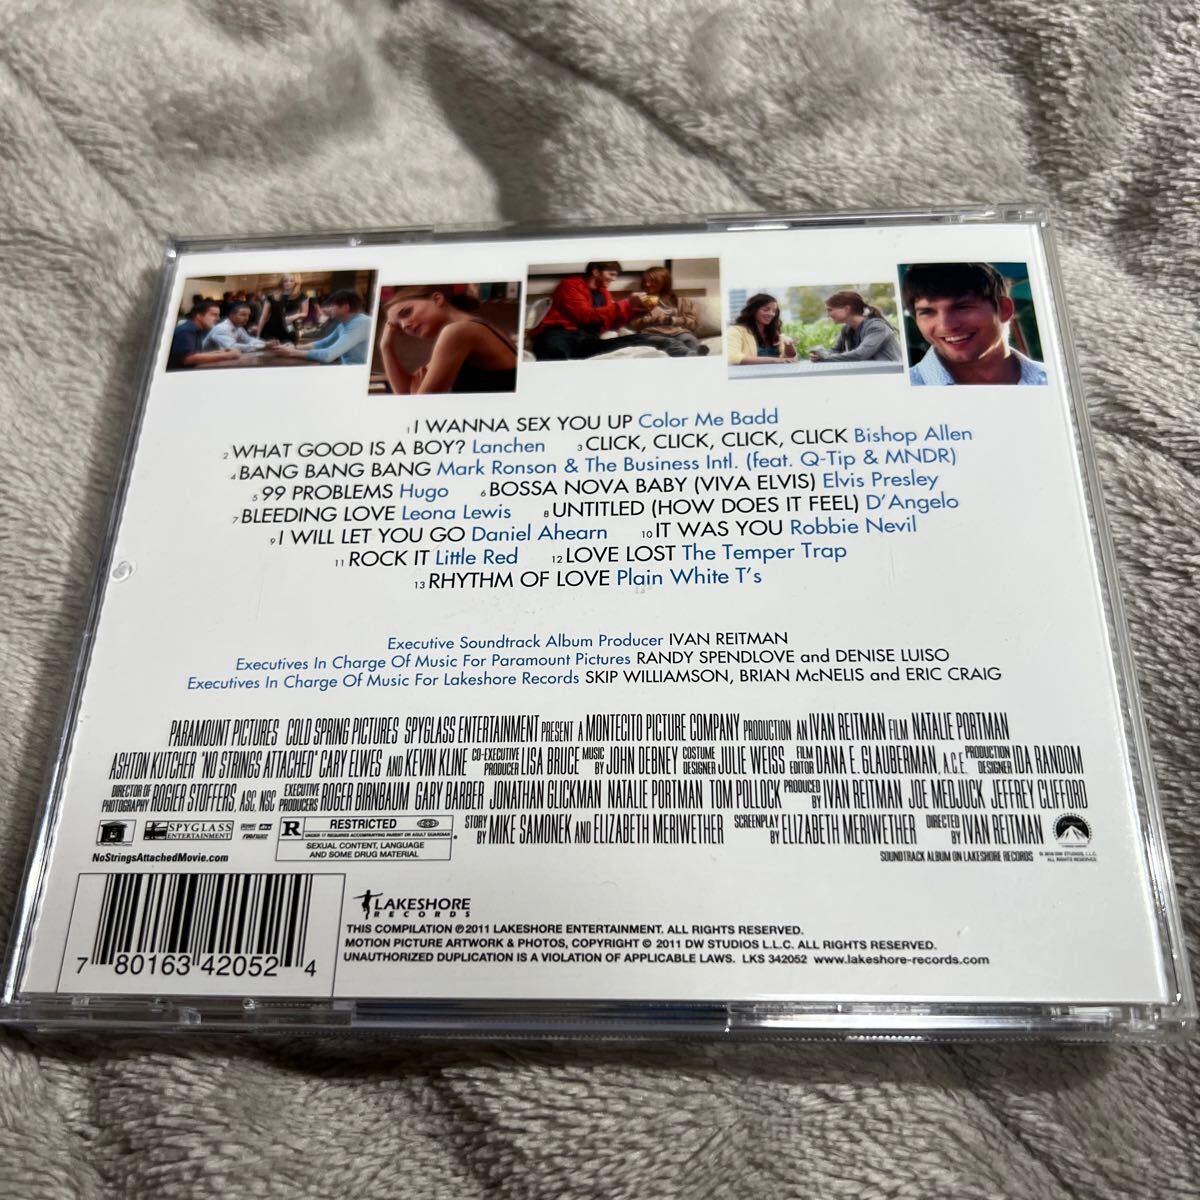 1 I WANNA SEX YOU UP Color Me Badd
2 WHAT GOOD IS A BOY? Lanchen 3 CLICK, CLICK, CLICK, CLICK Bishop Allen
4 BANG BANG BANG Mark Ronson & The Business Intl. (feat. Q-Tip & MNDR)
5 99 PROBLEMS Hugo 6 BOSSA NOVA BABY (VIVA ELVIS) Elvis Presley
7 BLEEDING LOVE Leona Lewis 8 UNTITLED (HOW DOES IT FEEL) D'Angelo
9 I WILL LET YOU GO Daniel Ahearn 10 IT WAS YOU Robbie Nevil
11 ROCK IT Little Red 12 LOVE LOST The Temper Trap
13 RHYTHM OF LOVE Plain White T's
Executive Soundtrack Album Producer IVAN REITMAN
Executives In Charge Of Music For Paramount Pictures RANDY SPENDLOVE and DENISE LUISO
Executives In Charge Of Music For Lakeshore Records SKIP WILLIAMSON, BRIAN McNELIS and ERIC CRAIG
PARAMOUNT PICTURES COLD SPRING PICTURES SPYGLASS ENTERTAINMENT PRESENT A MONTECITO PICTURE COMPANY PRODUCTION AN IVAN REITMAN FILM NATALIE PORTMAN
ASHTON KUTCHER "NO STRINGS ATTACHED" CARY ELWES AND KEVIN KLINE CO-EXECUTIVE PRODUCER LISA BRUCE MUSIC BY JOHN DEBNEY COSTUME DESIGNER JULIE WEISS FILM EDITOR DANA E. GLAUBERMAN, A.C.E. PRODUCTION DESIGNER IDA RANDOM
DIRECTOR OF PHOTOGRAPHY ROGIER STOFFERS, ASC, NSC EXECUTIVE PRODUCERS ROGER BIRNBAUM GARY BARBER JONATHAN GLICKMAN NATALIE PORTMAN TOM POLLOCK PRODUCED BY IVAN REITMAN JOE MEDJUCK JEFFREY CLIFFORD
STORY BY MIKE SAMONEK AND ELIZABETH MERIWETHER SCREENPLAY BY ELIZABETH MERIWETHER DIRECTED BY IVAN REITMAN
SPYGLASS
ENTERTAINMENT
dts
R RESTRICTED
UNDER 17 REQUIRES ACCOMPANYING PARENT OR ADULT GUARDIAN
SEXUAL CONTENT, LANGUAGE
AND SOME DRUG MATERIAL
Paramount
NoStringsAttachedMovie.com
SOUNDTRACK ALBUM ON LAKESHORE RECORDS
ALL RIGHTS RESERVED
LAKESHORE
RECORDS
THIS COMPILATION ℗2011 LAKESHORE ENTERTAINMENT. ALL RIGHTS RESERVED.
MOTION PICTURE ARTWORK & PHOTOS, COPYRIGHT © 2011 DW STUDIOS L.L.C. ALL RIGHTS RESERVED.
UNAUTHORIZED DUPLICATION IS A VIOLATION OF APPLICABLE LAWS. LKS 342052 www.lakeshore-records.com
7 80163 42052 4